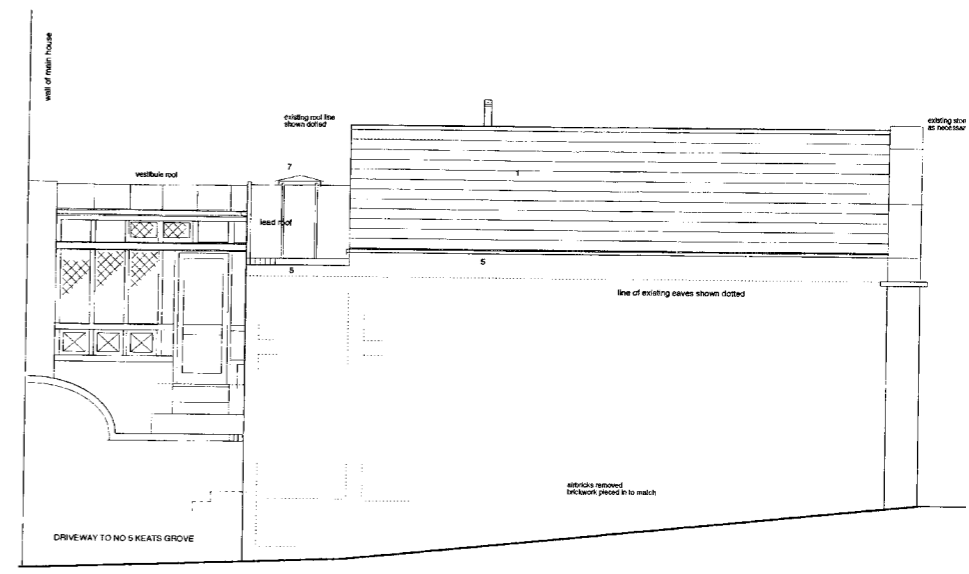 wall of main house
existing roof line
shown dotted
existing
as
7
vestibule roof
1
lead roof
5
5
line of existing eaves shown dotted
airbricks removed
brickwork pieced in to match
DRIVEWAY TO NO 5 KEATS GROVE